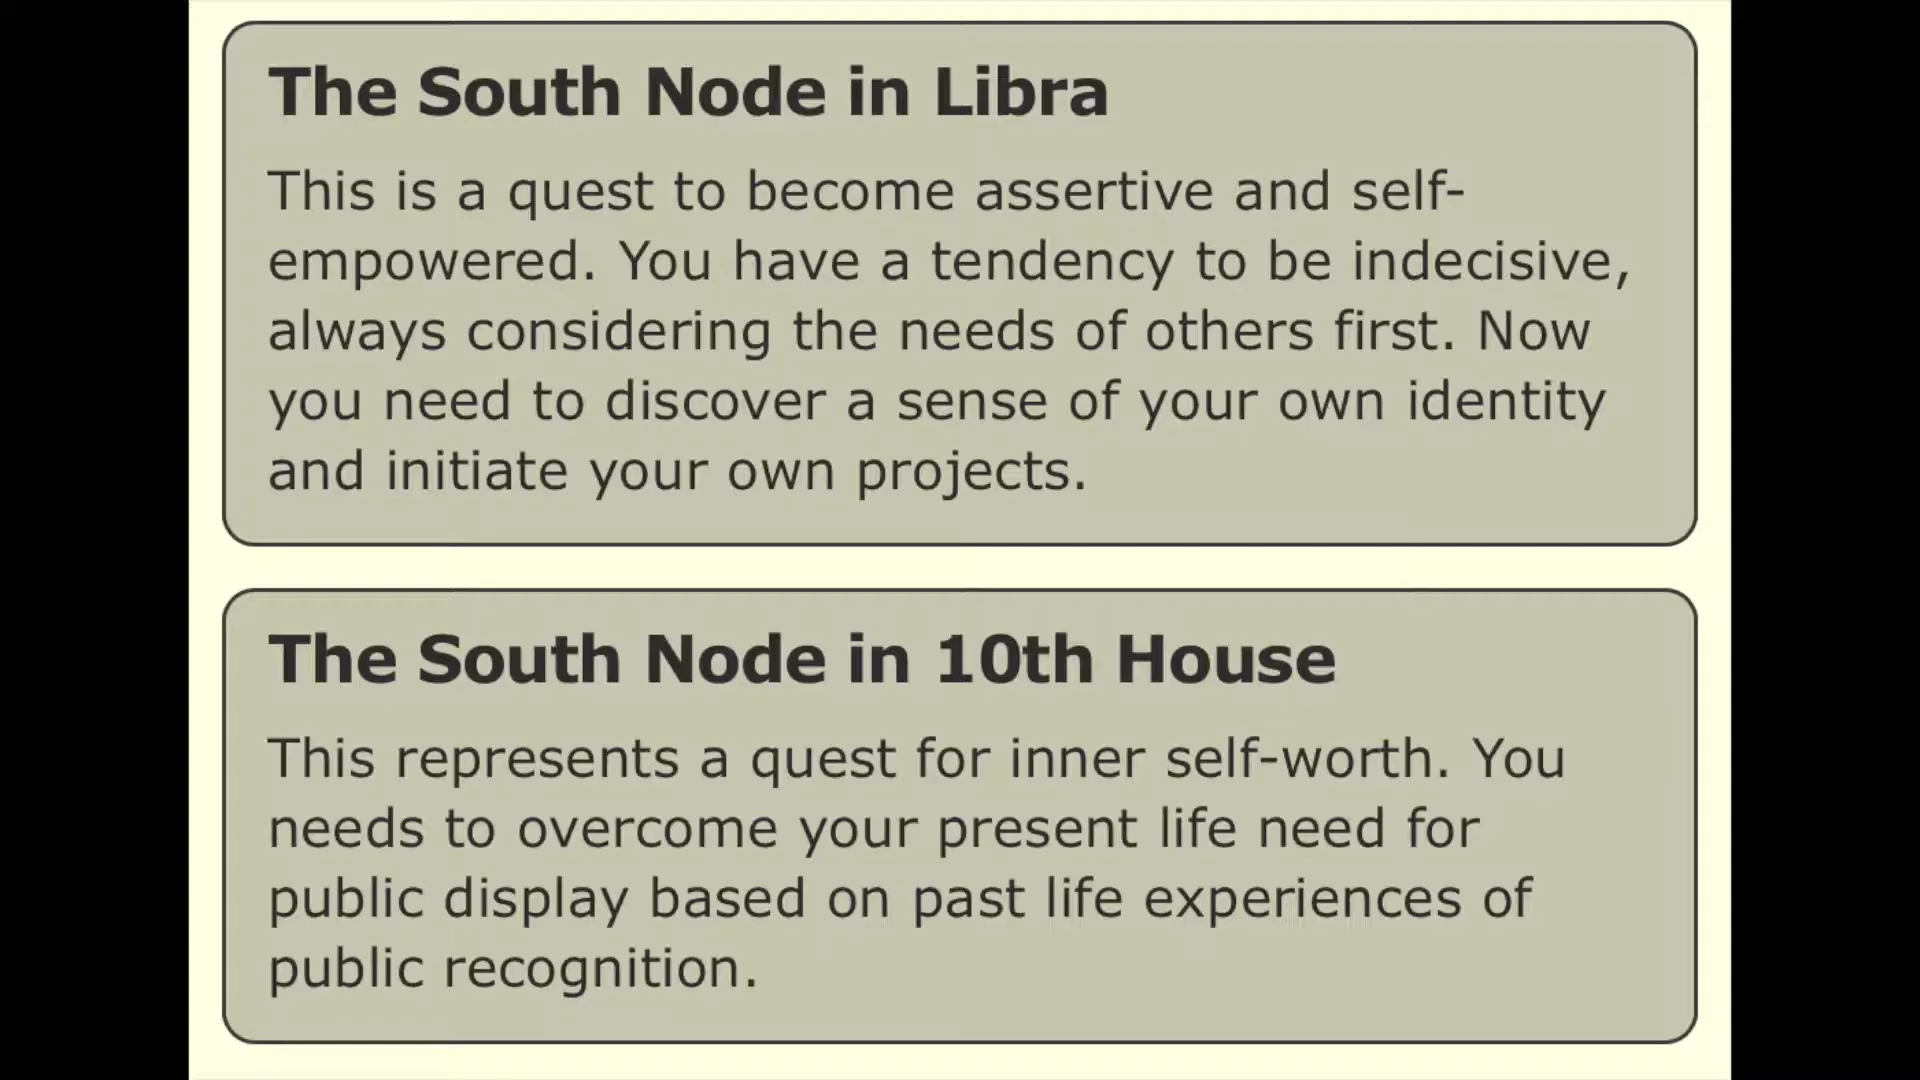 The South Node in Libra
This is a quest to become assertive and self-
empowered. You have a tendency to be indecisive,
always considering the needs of others first. Now
you need to discover a sense of your own identity
and initiate your own projects.
The South Node in 10th House
This represents a quest for inner self-worth. You
needs to overcome your present life need for
public display based on past life experiences of
public recognition.